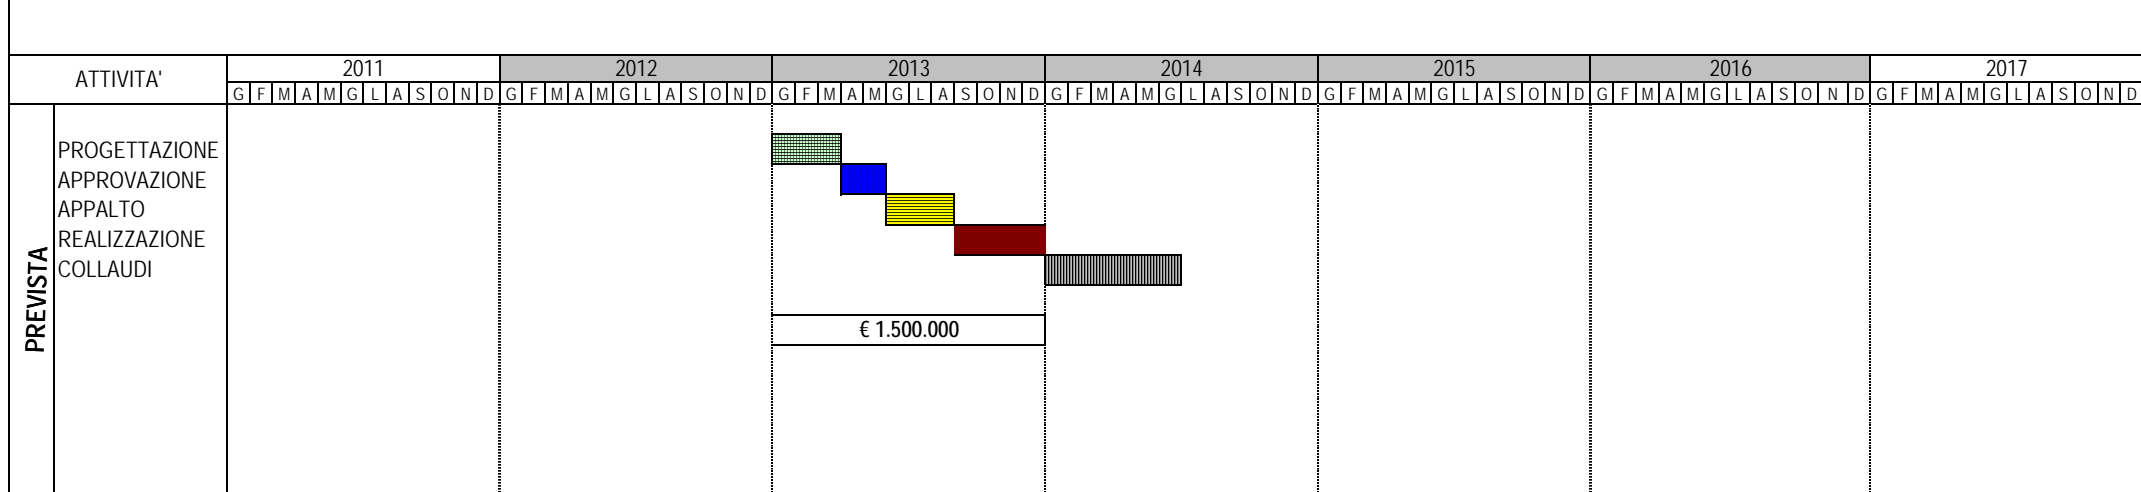 ATTIVITA'
2011 2012 2013 2014 2015 2016 2017
G F M A M G L A S O N D G F M A M G L A S O N D G F M A M G L A S O N D G F M A M G L A S O N D G F M A M G L A S O N D G F M A M G L A S O N D G F M A M G L A S O N D
PREVISTA
PROGETTAZIONE
APPROVAZIONE
APPALTO
REALIZZAZIONE
COLLAUDI
€ 1.500.000